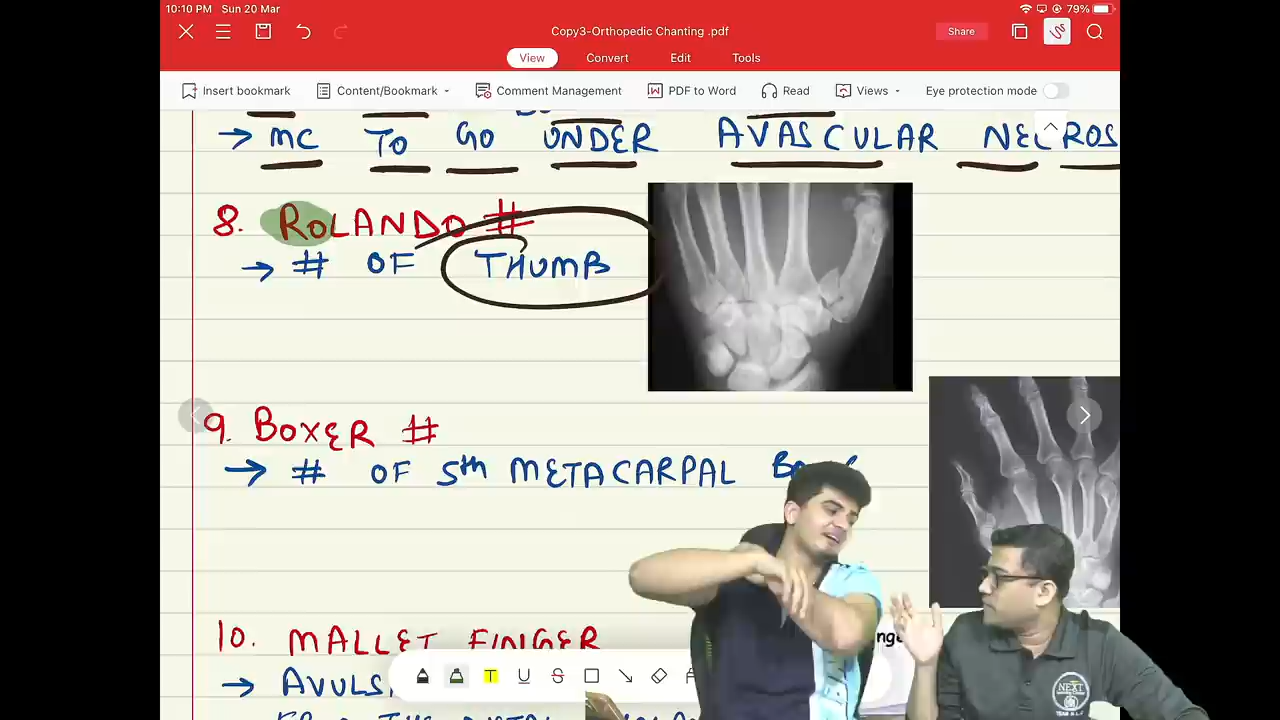 10:10 PM Sun 20 Mar
79%
Copy3-Orthopedic Chanting .pdf
Share
View Convert Edit Tools
Insert bookmark Content/Bookmark Comment Management PDF to Word Read Views Eye protection mode
→ MC TO GO UNDER AVASCULAR NECROS
8. ROLANDO #
→ # OF THUMB
9. BOXER #
→ # OF 5th METACARPAL
10. MALLET FINGER
T U S
→ AVULS
NEXT